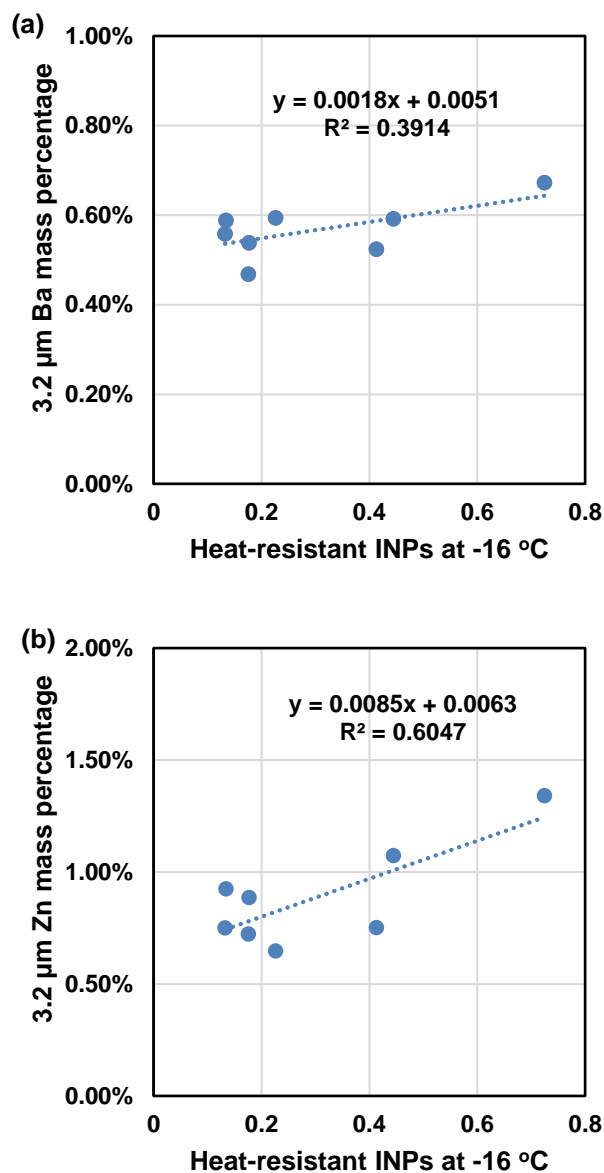 (a)
1.00%
0.80%
0.60%
0.40%
0.20%
0.00%
3.2 µm Ba mass percentage
y = 0.0018x + 0.0051
R² = 0.3914
0 0.2 0.4 0.6 0.8
Heat-resistant INPs at -16 ºC
(b)
2.00%
1.50%
1.00%
0.50%
0.00%
3.2 µm Zn mass percentage
y = 0.0085x + 0.0063
R² = 0.6047
0 0.2 0.4 0.6 0.8
Heat-resistant INPs at -16 ºC